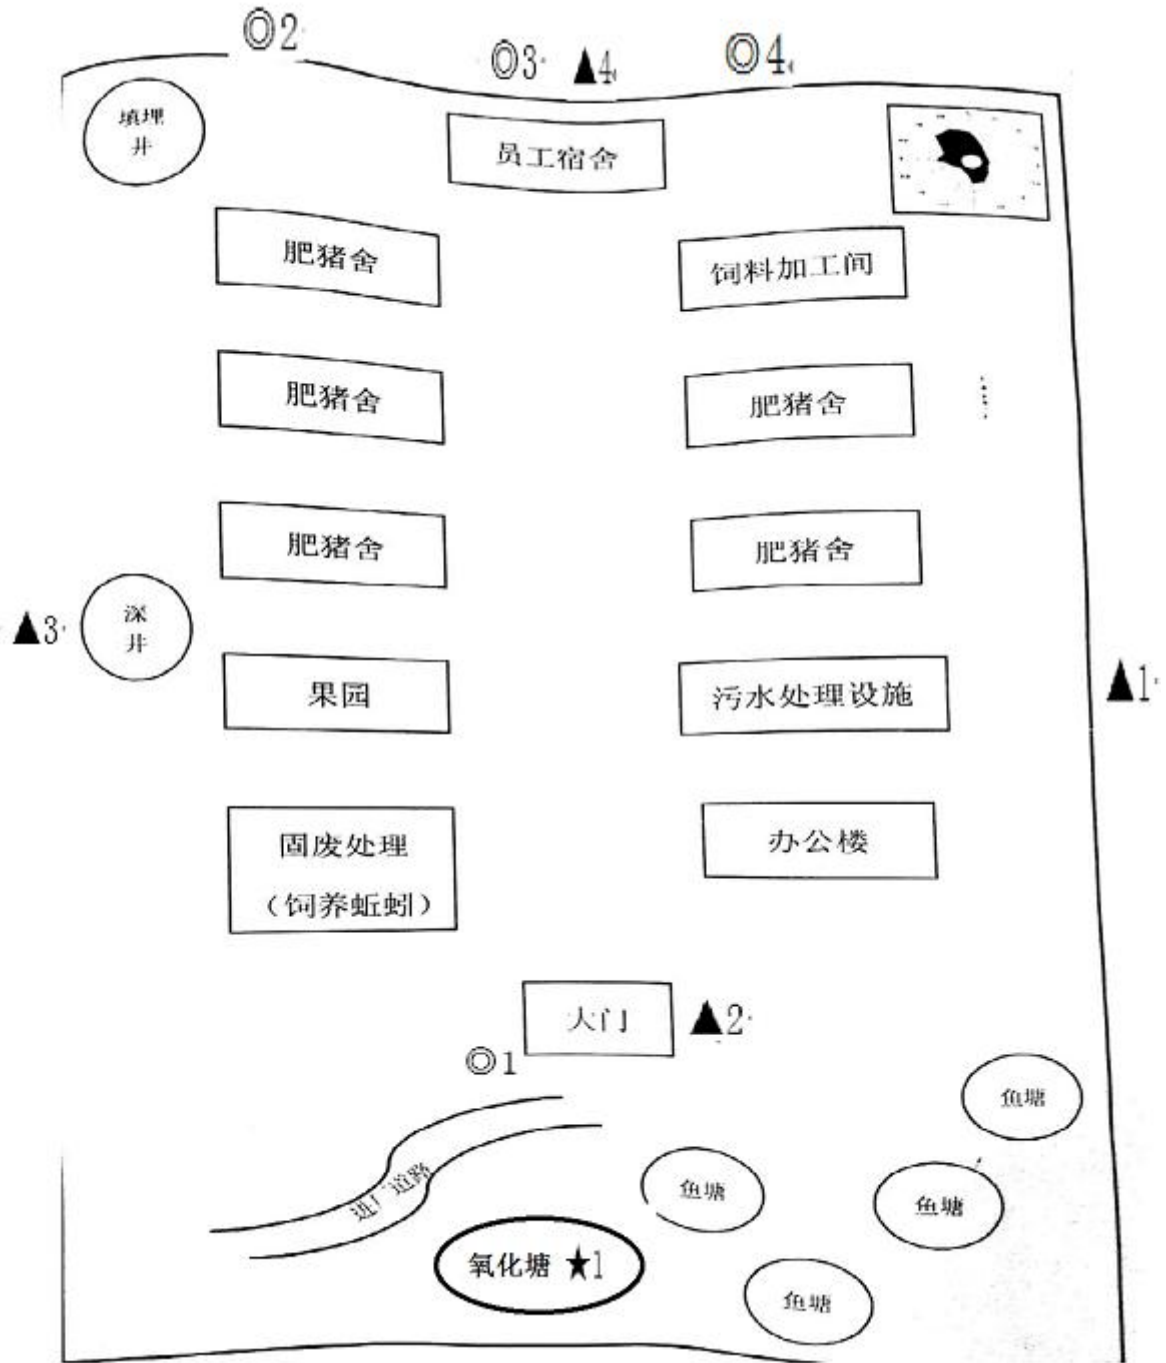 ◎2
◎3 ▲4
◎4
填埋
井
员工宿舍
肥猪舍
饲料加工间
肥猪舍
肥猪舍
肥猪舍
肥猪舍
深
井
▲3
果园
污水处理设施
▲1
固废处理
（饲养蚯蚓）
办公楼
大门
▲2
◎1
进厂道路
鱼塘
鱼塘
鱼塘
氧化塘 ★1
鱼塘